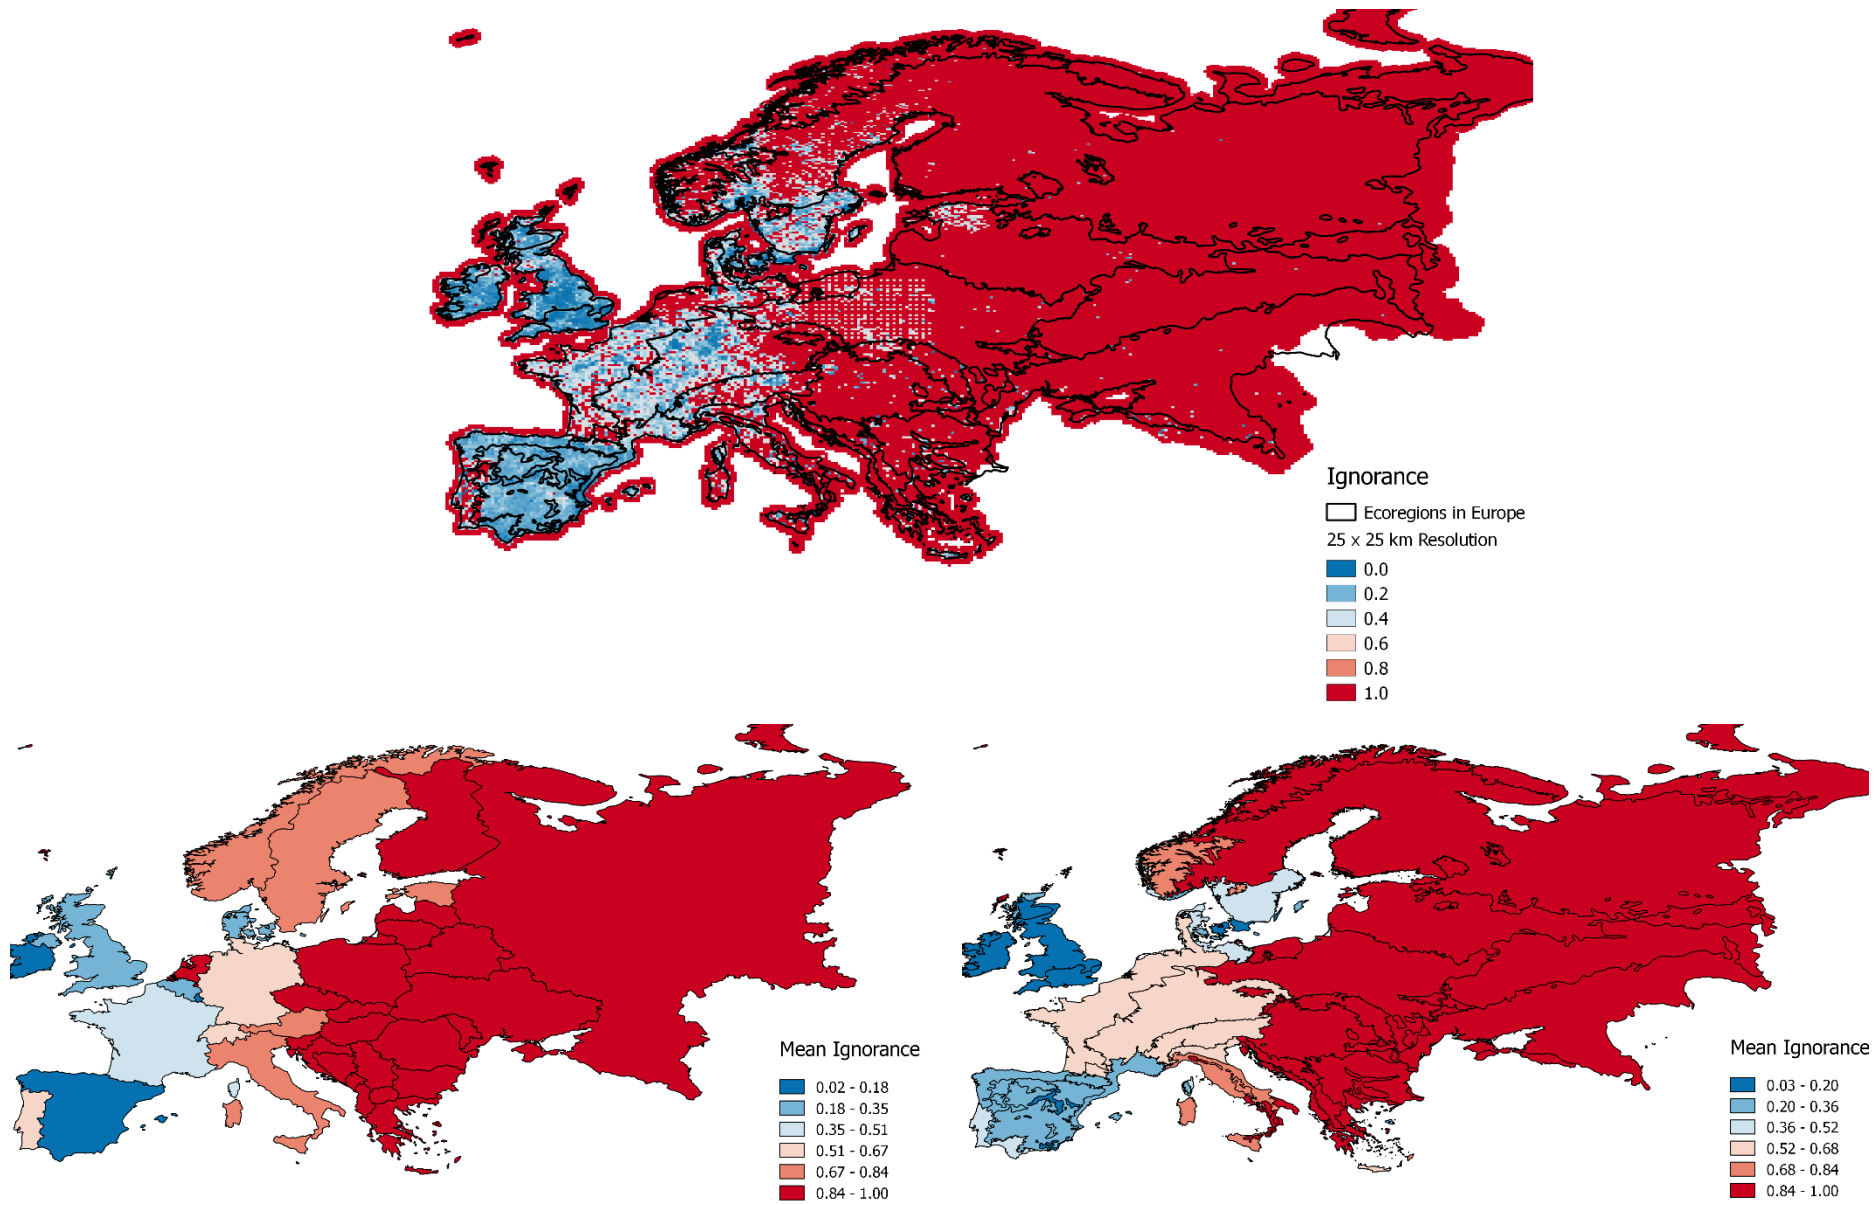 Ignorance
Ecoregions in Europe
25 x 25 km Resolution
0.0
0.2
0.4
0.6
0.8
1.0
Mean Ignorance
0.02 - 0.18
0.18 - 0.35
0.35 - 0.51
0.51 - 0.67
0.67 - 0.84
0.84 - 1.00
Mean Ignorance
0.03 - 0.20
0.20 - 0.36
0.36 - 0.52
0.52 - 0.68
0.68 - 0.84
0.84 - 1.00